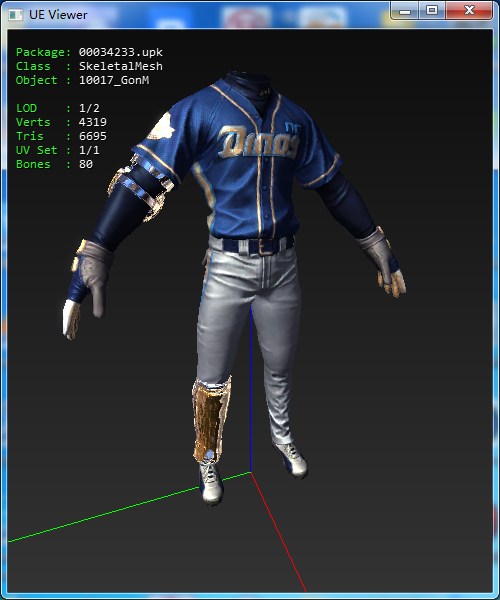 UE Viewer
Package: 00034233.upk
Class : SkeletalMesh
Object : 10017_GonM
LOD : 1/2
Verts : 4319
Tris : 6695
UV Set : 1/1
Bones : 80
Dinos